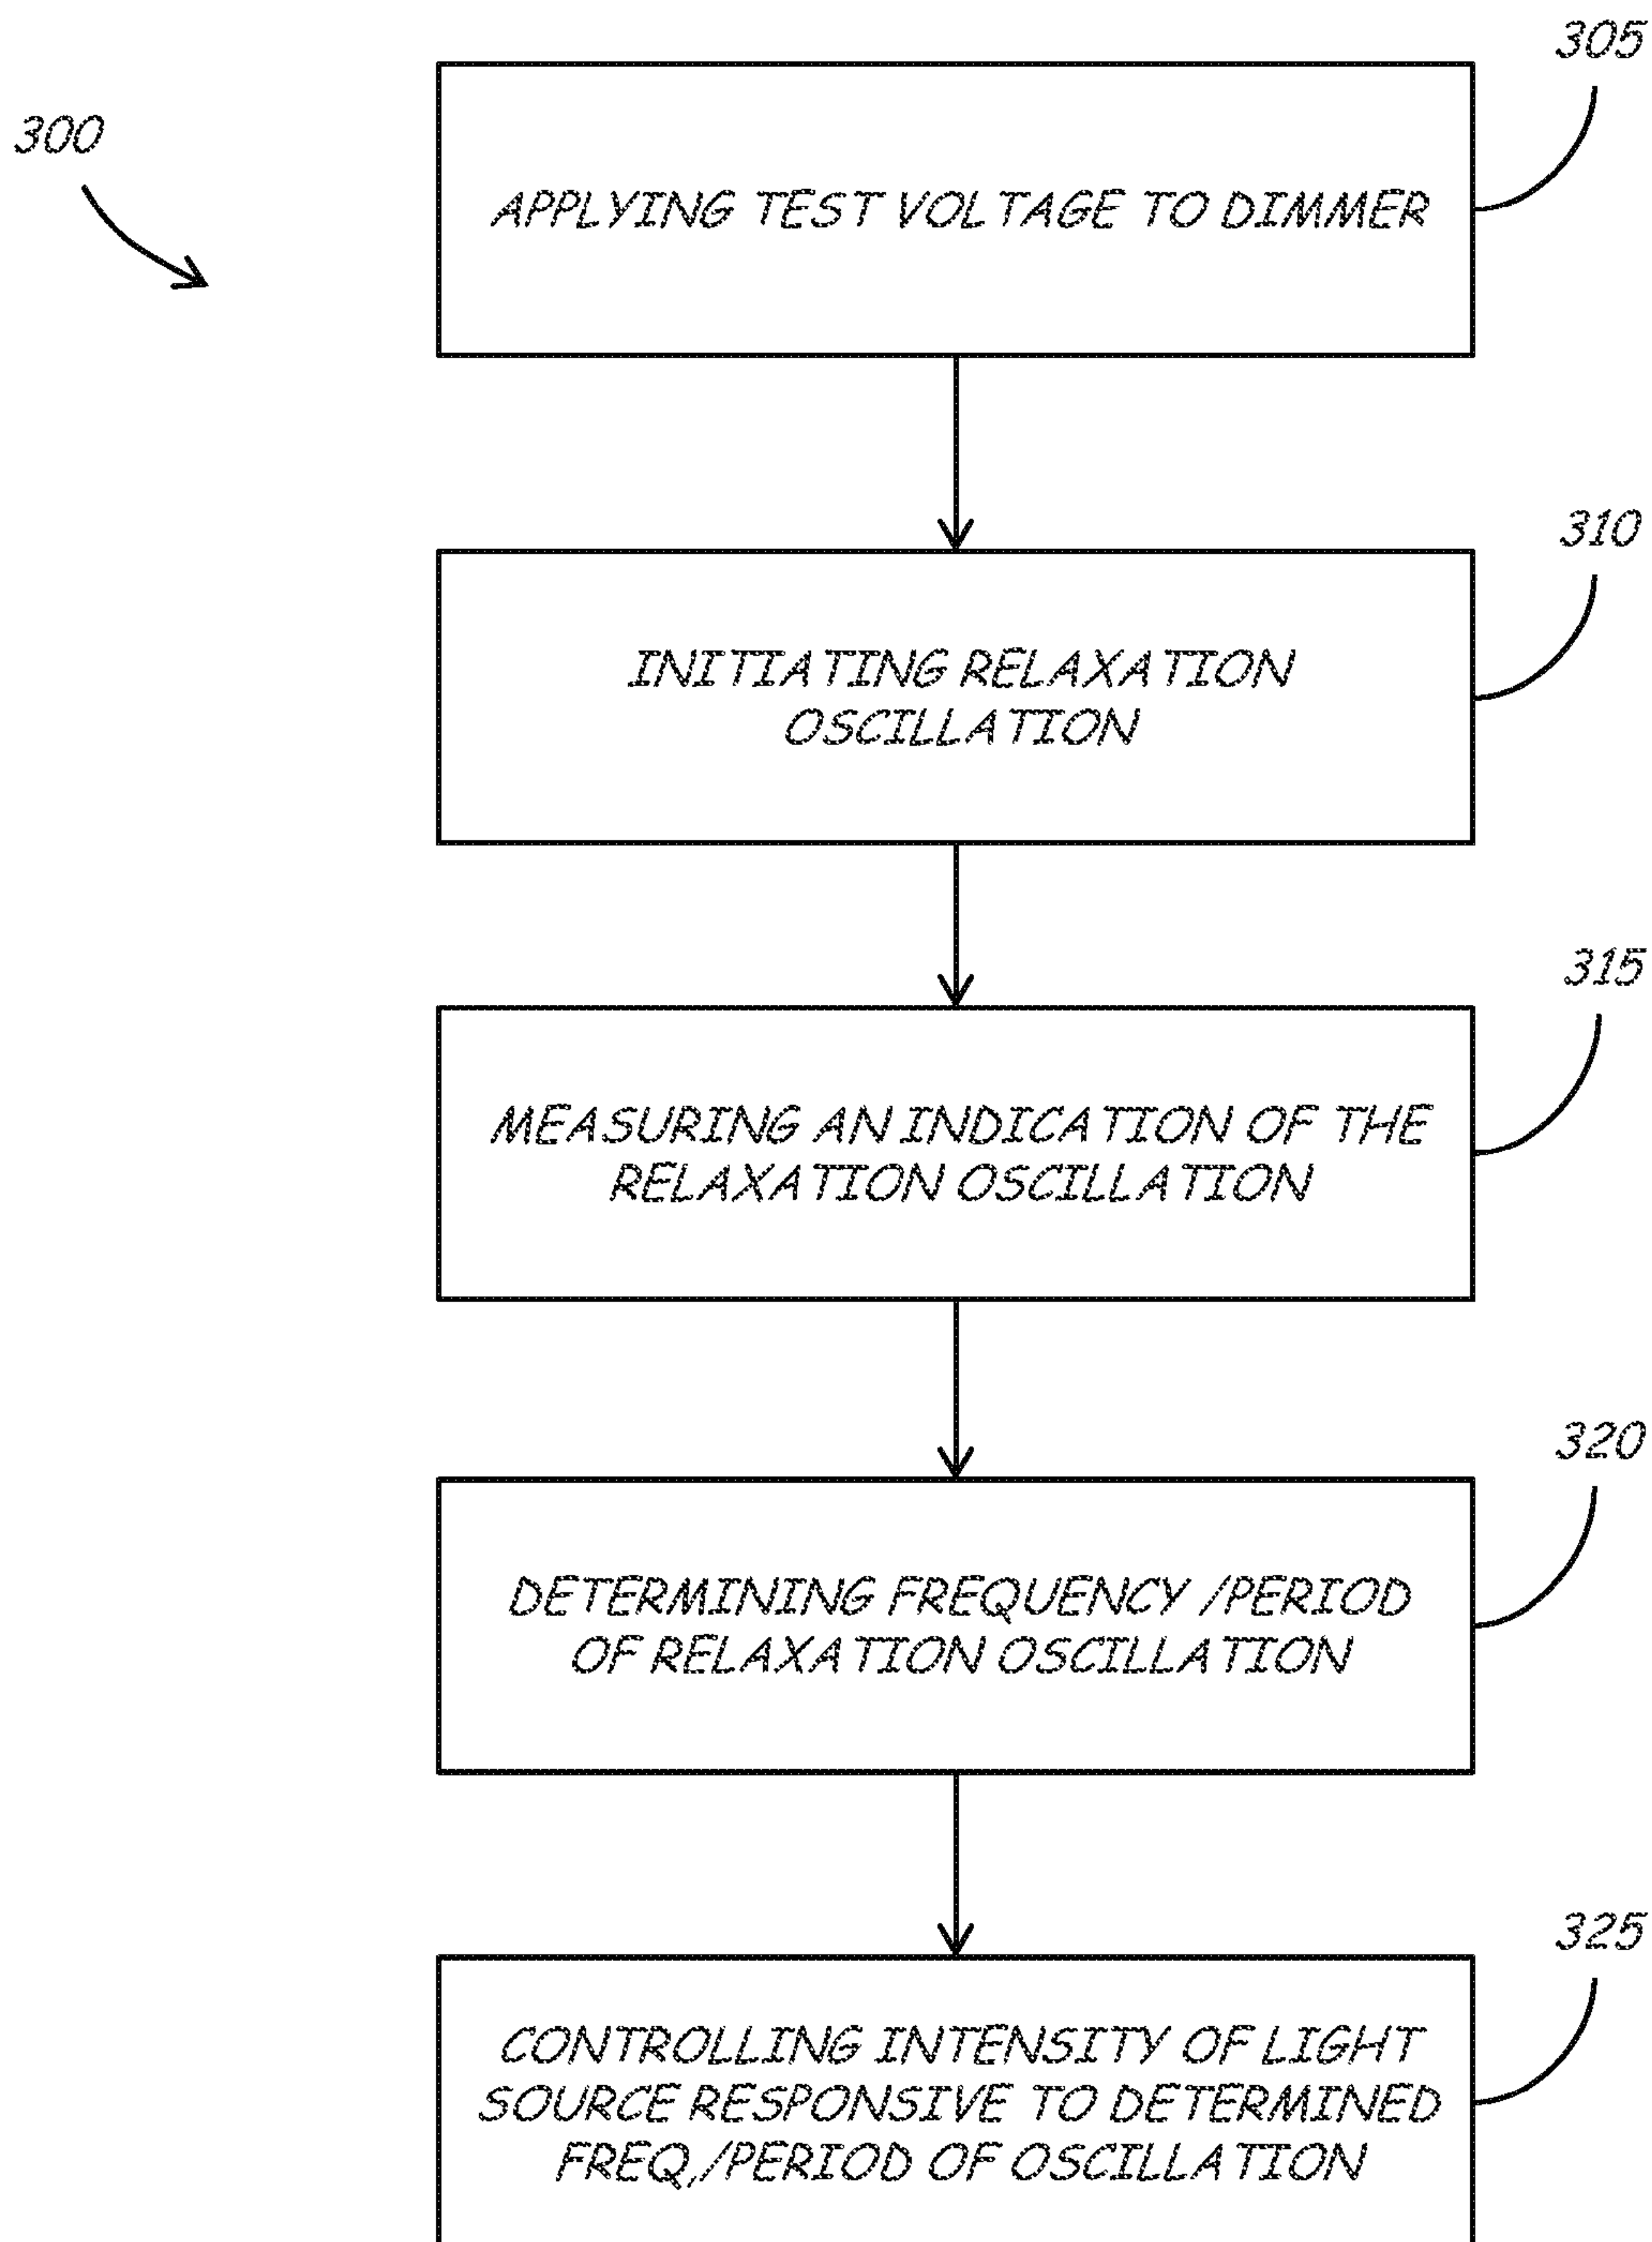 305
300
APPLYING TEST VOLTAGE TO DIMMER
310
INITIATING RELAXATION
OSCILLATION
315
MEASURING AN INDICATION OF THE
RELAXATION OSCILLATION
320
DETERMINING FREQUENCY /PERIOD
OF RELAXATION OSCILLATION
325
CONTROLLING INTENSITY OF LIGHT
SOURCE RESPONSIVE TO DETERMINED
FREQ,/PERIOD OF OSCILLATION